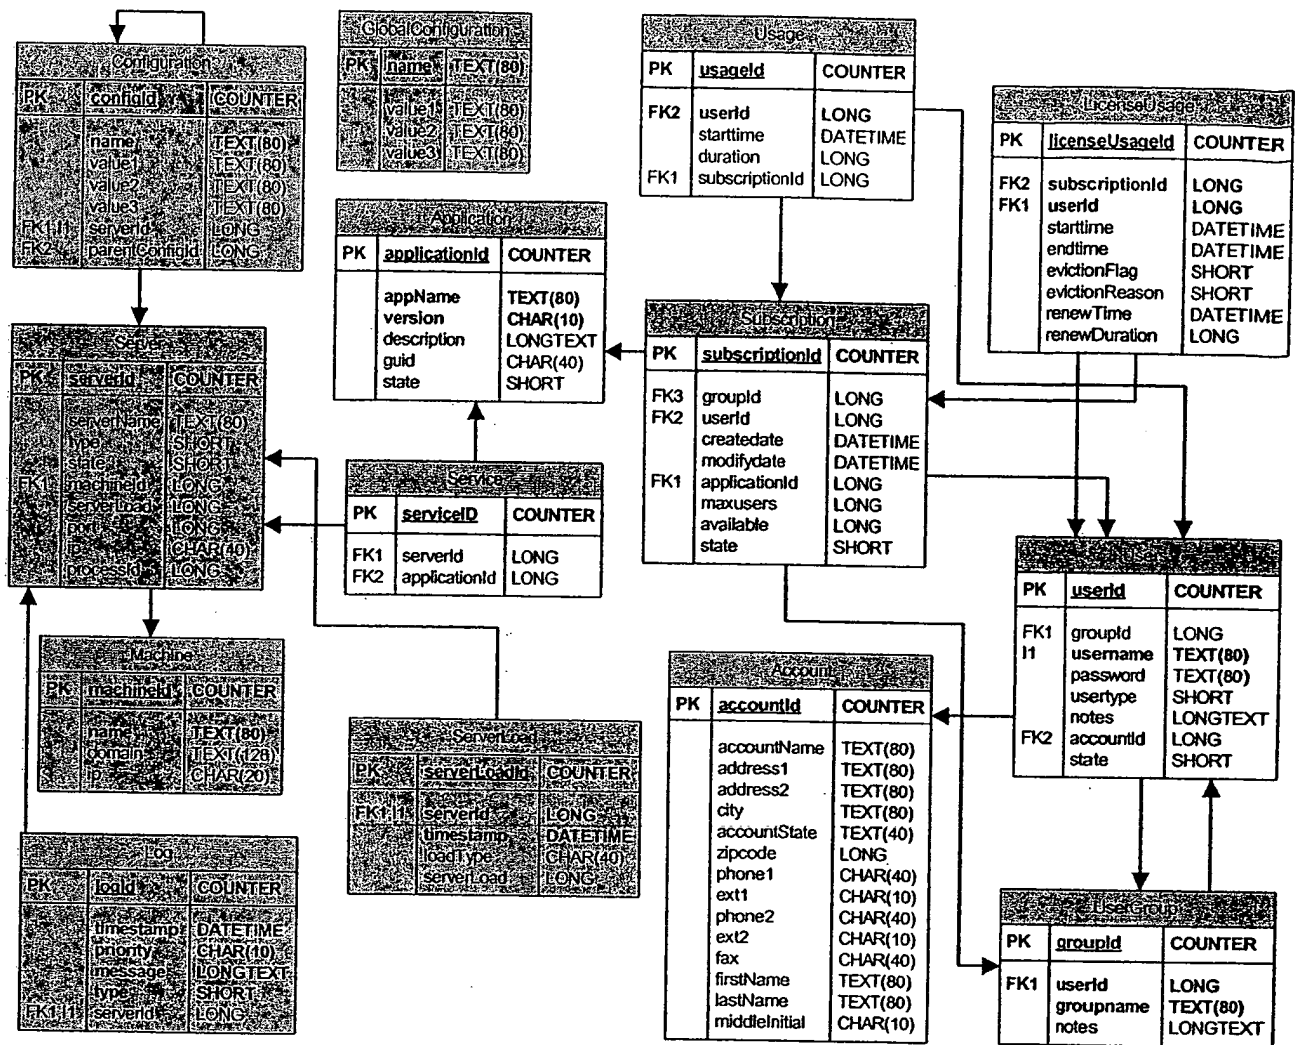 Configuration
PK configId COUNTER
name TEXT(80)
value1 TEXT(80)
value2 TEXT(80)
value3 TEXT(80)
FK1,I1 serverId LONG
FK2 parentConfigId LONG
GlobalConfiguration
PK name TEXT(80)
value1 TEXT(80)
value2 TEXT(80)
value3 TEXT(80)
Usage
PK usageId COUNTER
FK2 userId LONG
starttime DATETIME
duration LONG
FK1 subscriptionId LONG
LicenseUsage
PK licenseUsageId COUNTER
FK2 subscriptionId LONG
FK1 userId LONG
starttime DATETIME
endtime DATETIME
evictionFlag SHORT
evictionReason SHORT
renewTime DATETIME
renewDuration LONG
Application
PK applicationId COUNTER
appName TEXT(80)
version CHAR(10)
description LONGTEXT
guid CHAR(40)
state SHORT
Server
PK serverId COUNTER
serverName TEXT(80)
type SHORT
state SHORT
FK1 machineId LONG
serverLoad LONG
port LONG
ip CHAR(40)
processId LONG
Subscription
PK subscriptionId COUNTER
FK3 groupId LONG
FK2 userId LONG
createdate DATETIME
modifydate DATETIME
FK1 applicationId LONG
maxusers LONG
available LONG
state SHORT
Service
PK serviceID COUNTER
FK1 serverId LONG
FK2 applicationId LONG
PK userId COUNTER
FK1 groupId LONG
I1 username TEXT(80)
password TEXT(80)
usertype SHORT
notes LONGTEXT
FK2 accountId LONG
state SHORT
Machine
PK machineId COUNTER
name TEXT(80)
domain TEXT(128)
ip CHAR(20)
Account
PK accountId COUNTER
accountName TEXT(80)
address1 TEXT(80)
address2 TEXT(80)
city TEXT(80)
accountState TEXT(40)
zipcode LONG
phone1 CHAR(40)
ext1 CHAR(10)
phone2 CHAR(40)
ext2 CHAR(10)
fax CHAR(40)
firstName TEXT(80)
lastName TEXT(80)
middleInitial CHAR(10)
ServerLoad
PK serverLoadId COUNTER
FK1,I1 serverId LONG
timestamp DATETIME
loadType CHAR(40)
serverLoad LONG
Log
PK logId COUNTER
timestamp DATETIME
priority CHAR(10)
message LONGTEXT
type SHORT
FK1,I1 serverId LONG
UserGroup
PK groupId COUNTER
FK1 userId LONG
groupname TEXT(80)
notes LONGTEXT